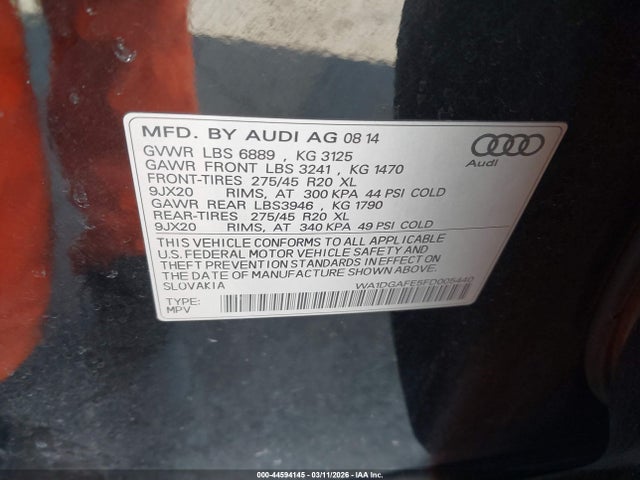 MFD. BY AUDI AG 08 14
GVWR LBS 6889 , KG 3125
GAWR FRONT LBS 3241 , KG 1470
FRONT-TIRES 275/45 R20 XL
9JX20 RIMS, AT 300 KPA 44 PSI COLD
GAWR REAR LBS3946 , KG 1790
REAR-TIRES 275/45 R20 XL
9JX20 RIMS, AT 340 KPA 49 PSI COLD
THIS VEHICLE CONFORMS TO ALL APPLICABLE
U.S. FEDERAL MOTOR VEHICLE SAFETY, AND
THEFT PREVENTION STANDARDS IN EFFECT ON
THE DATE OF MANUFACTURE SHOWN ABOVE.
SLOVAKIA
WA1DGAFE5FD005440
TYPE:
MPV
Audi
000-44594145 - 03/11/2026 - IAA Inc.